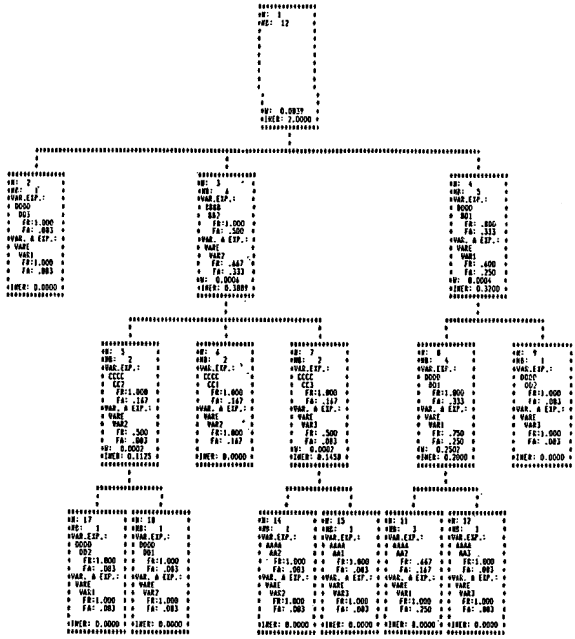 N: 1
NB: 12
W: 0.0039
INER: 2.0000
N: 2
NB: 1
VAR.EXP.:
DDDD
DD3
FR:1.000
FA: .083
VAR. A EXP.:
VARE
VAR1
FR:1.000
FA: .083
INER: 0.0000
N: 3
NB: 6
VAR.EXP.:
BBBB
BB2
FR:1.000
FA: .500
VAR. A EXP.:
VARE
VAR2
FR: .667
FA: .333
W: 0.0006
INER: 0.3889
N: 4
NB: 5
VAR.EXP.:
DDDD
DD1
FR: .800
FA: .333
VAR. A EXP.:
VARE
VAR1
FR: .600
FA: .250
W: 0.0004
INER: 0.3200
N: 5
NB: 2
VAR.EXP.:
CCCC
CC2
FR:1.000
FA: .167
VAR. A EXP.:
VARE
VAR2
FR: .500
FA: .083
W: 0.0002
INER: 0.1125
N: 6
NB: 2
VAR.EXP.:
CCCC
CC1
FR:1.000
FA: .167
VAR. A EXP.:
VARE
VAR2
FR:1.000
FA: .167
INER: 0.0000
N: 7
NB: 2
VAR.EXP.:
CCCC
CC3
FR:1.000
FA: .167
VAR. A EXP.:
VARE
VAR3
FR: .500
FA: .083
W: 0.0002
INER: 0.1458
N: 8
NB: 4
VAR.EXP.:
DDDD
DD1
FR:1.000
FA: .333
VAR. A EXP.:
VARE
VAR1
FR: .750
FA: .250
W: 0.2502
INER: 0.2000
N: 9
NB: 1
VAR.EXP.:
DDDD
DD2
FR:1.000
FA: .083
VAR. A EXP.:
VARE
VAR3
FR:1.000
FA: .083
INER: 0.0000
N: 17
NB: 1
VAR.EXP.:
DDDD
DD2
FR:1.000
FA: .083
VAR. A EXP.:
VARE
VAR1
FR:1.000
FA: .083
INER: 0.0000
N: 18
NB: 1
VAR.EXP.:
DDDD
DD1
FR:1.000
FA: .083
VAR. A EXP.:
VARE
VAR2
FR:1.000
FA: .083
INER: 0.0000
N: 14
NB: 1
VAR.EXP.:
AAAA
AA2
FR:1.000
FA: .083
VAR. A EXP.:
VARE
VAR2
FR:1.000
FA: .083
INER: 0.0000
N: 15
NB: 1
VAR.EXP.:
AAAA
AA1
FR:1.000
FA: .083
VAR. A EXP.:
VARE
VAR3
FR:1.000
FA: .083
INER: 0.0000
N: 11
NB: 3
VAR.EXP.:
AAAA
AA2
FR: .667
FA: .167
VAR. A EXP.:
VARE
VAR1
FR:1.000
FA: .250
INER: 0.0000
N: 12
NB: 1
VAR.EXP.:
AAAA
AA3
FR:1.000
FA: .083
VAR. A EXP.:
VARE
VAR3
FR:1.000
FA: .083
INER: 0.0000